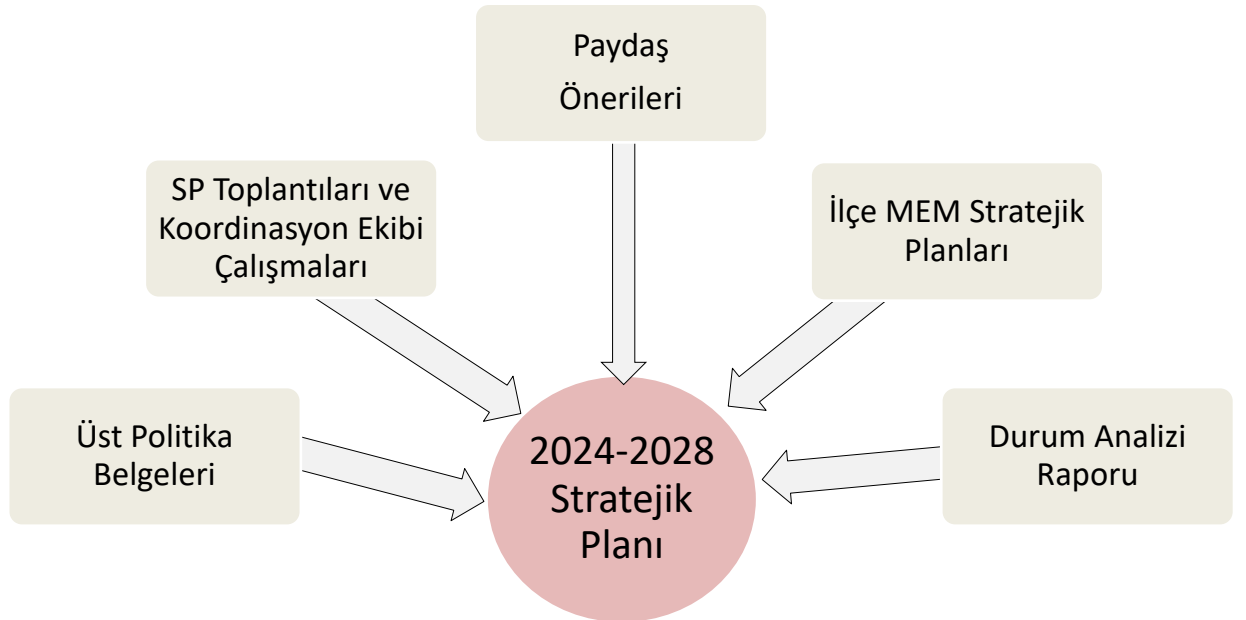 Paydaş
Önerileri
SP Toplantıları ve
Koordinasyon Ekibi
Çalışmaları
İlçe MEM Stratejik
Planları
Üst Politika
Belgeleri
2024-2028
Stratejik
Planı
Durum Analizi
Raporu